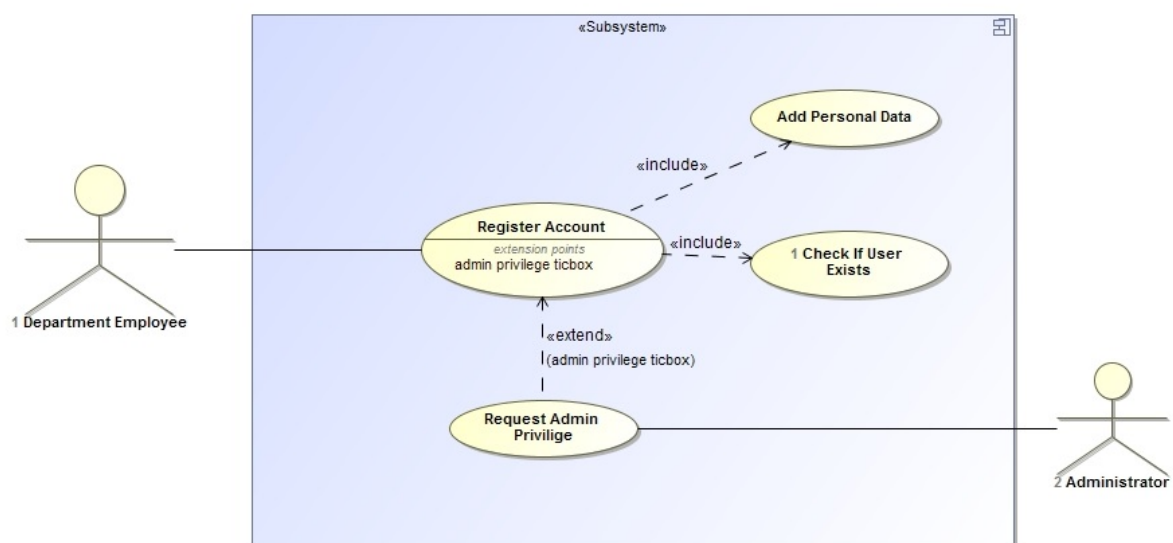 «Subsystem»
Add Personal Data
«include»
Register Account
extension points
admin privilege ticbox
«include»
1 Check If User
Exists
1 Department Employee
«extend»
(admin privilege ticbox)
Request Admin
Privilige
2 Administrator